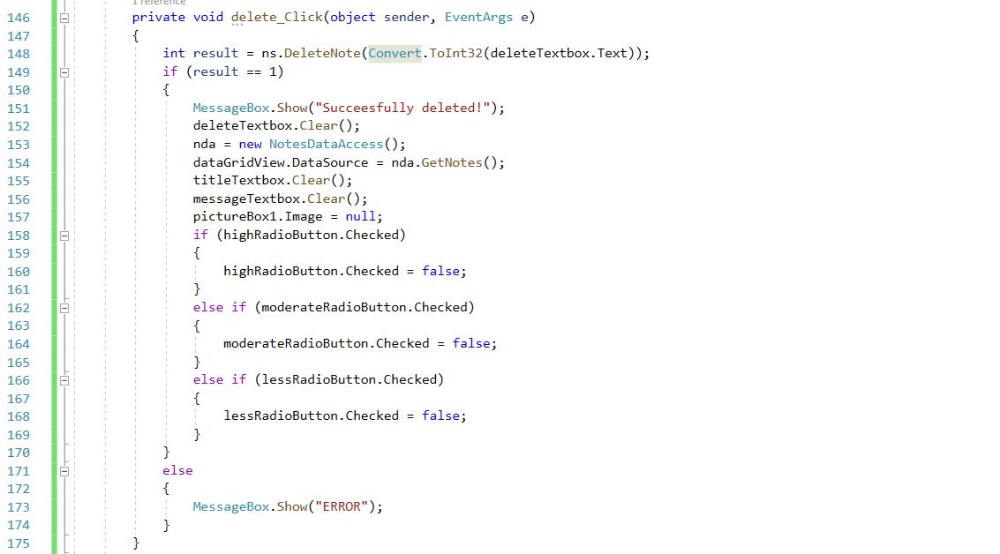 1 reference
146 private void delete_Click(object sender, EventArgs e)
147 {
148 int result = ns.DeleteNote(Convert.ToInt32(deleteTextbox.Text));
149 if (result == 1)
150 {
151 MessageBox.Show("Succeesfully deleted!");
152 deleteTextbox.Clear();
153 nda = new NotesDataAccess();
154 dataGridView.DataSource = nda.GetNotes();
155 titleTextbox.Clear();
156 messageTextbox.Clear();
157 pictureBox1.Image = null;
158 if (highRadioButton.Checked)
159 {
160 highRadioButton.Checked = false;
161 }
162 else if (moderateRadioButton.Checked)
163 {
164 moderateRadioButton.Checked = false;
165 }
166 else if (lessRadioButton.Checked)
167 {
168 lessRadioButton.Checked = false;
169 }
170 }
171 else
172 {
173 MessageBox.Show("ERROR");
174 }
175 }